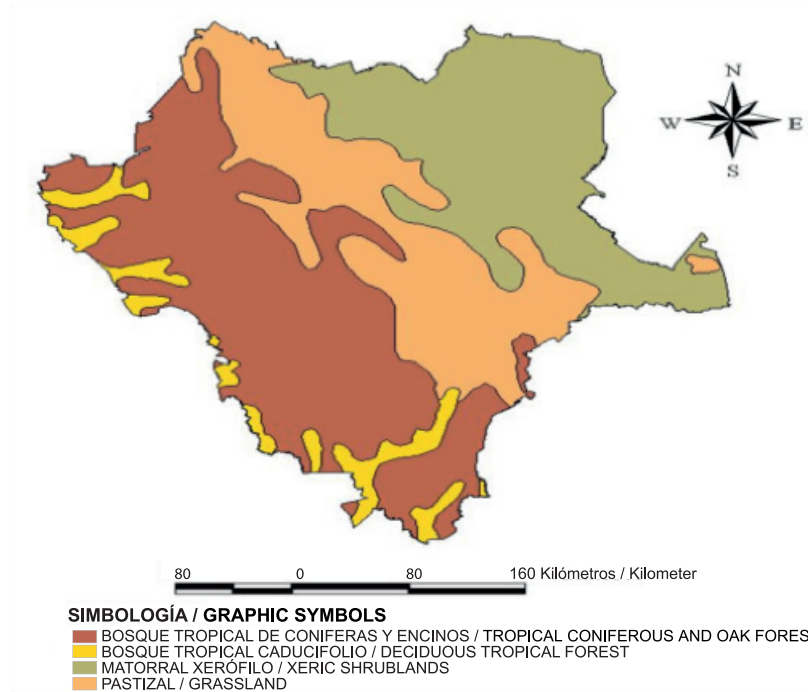 N
W E
S
80 0 80 160 Kilómetros / Kilometer
SIMBOLOGÍA / GRAPHIC SYMBOLS
BOSQUE TROPICAL DE CONIFERAS Y ENCINOS / TROPICAL CONIFEROUS AND OAK FORES
BOSQUE TROPICAL CADUCIFOLIO / DECIDUOUS TROPICAL FOREST
MATORRAL XERÓFILO / XERIC SHRUBLANDS
PASTIZAL / GRASSLAND